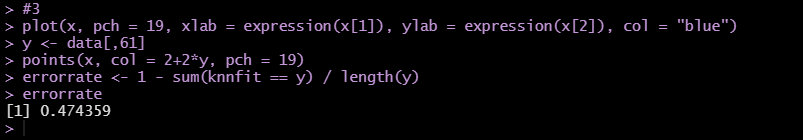 > #3
> plot(x, pch = 19, xlab = expression(x[1]), ylab = expression(x[2]), col = "blue")
> y <- data[,61]
> points(x, col = 2+2*y, pch = 19)
> errorrate <- 1 - sum(knnfit == y) / length(y)
> errorrate
[1] 0.474359
>